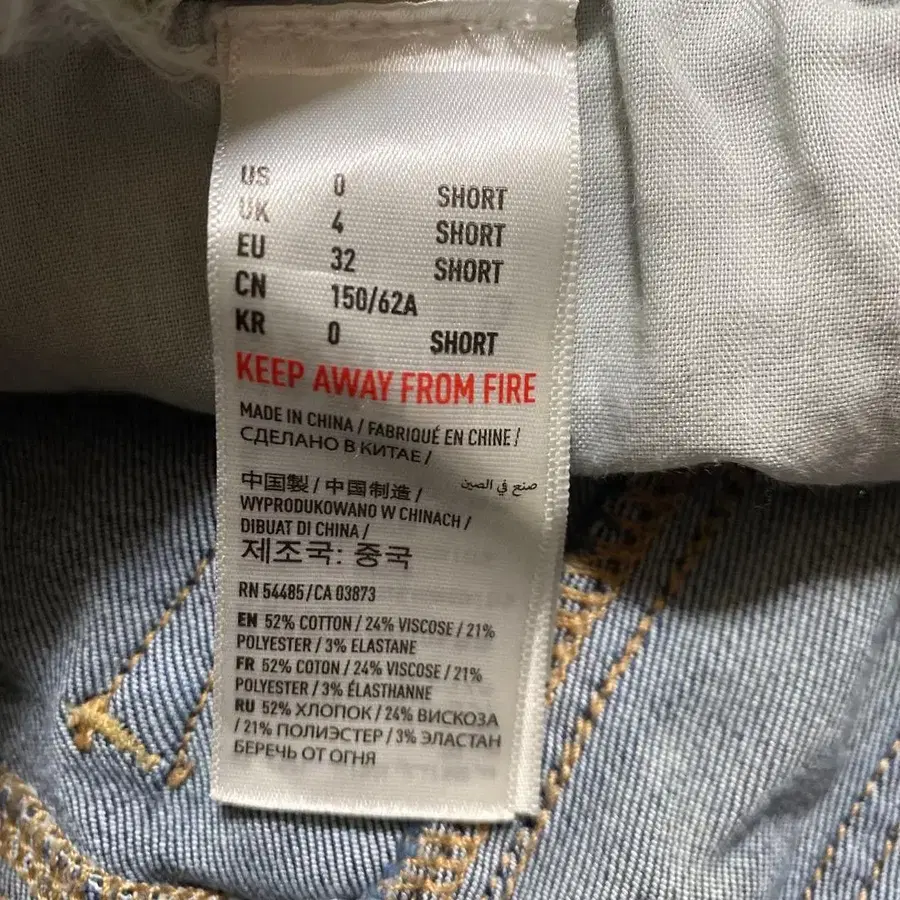 US 0 SHORT
UK 4 SHORT
EU 32 SHORT
CN 150/62A
KR 0 SHORT
KEEP AWAY FROM FIRE
MADE IN CHINA / FABRIQUÉ EN CHINE /
СДЕЛАНО В КИТАЕ /
صنع في الصين
中国製 / 中国制造 /
WYPRODUKOWANO W CHINACH /
DIBUAT DI CHINA /
제조국: 중국
RN 54485 / CA 03873
EN 52% COTTON / 24% VISCOSE / 21%
POLYESTER / 3% ELASTANE
FR 52% COTON / 24% VISCOSE / 21%
POLYESTER / 3% ÉLASTHANNE
RU 52% ХЛОПОК / 24% ВИСКОЗА
/ 21% ПОЛИЭСТЕР / 3% ЭЛАСТАН
БЕРЕЧЬ ОТ ОГНЯ